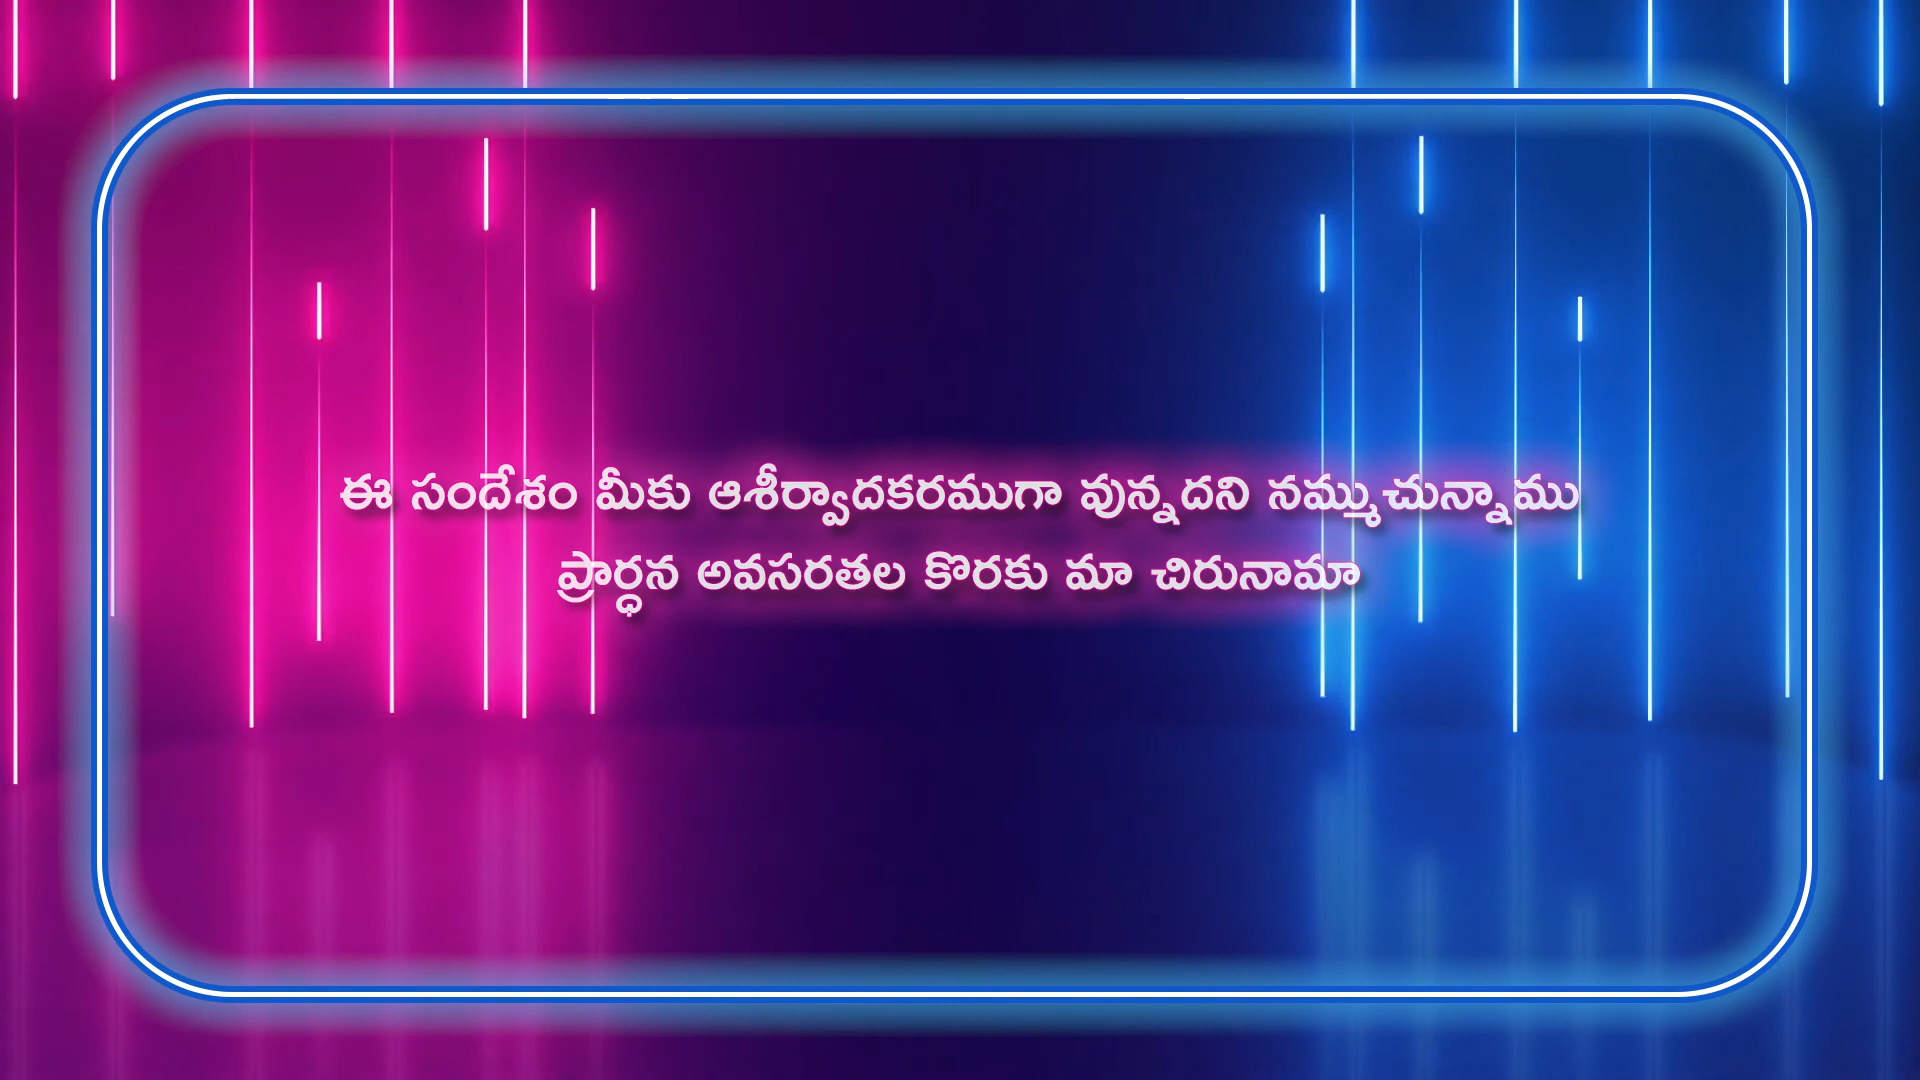 ఈ సందేశం మీకు ఆశీర్వాదకరముగా వున్నదని నమ్ముచున్నాము
ప్రార్ధన అవసరతల కొరకు మా చిరునామా